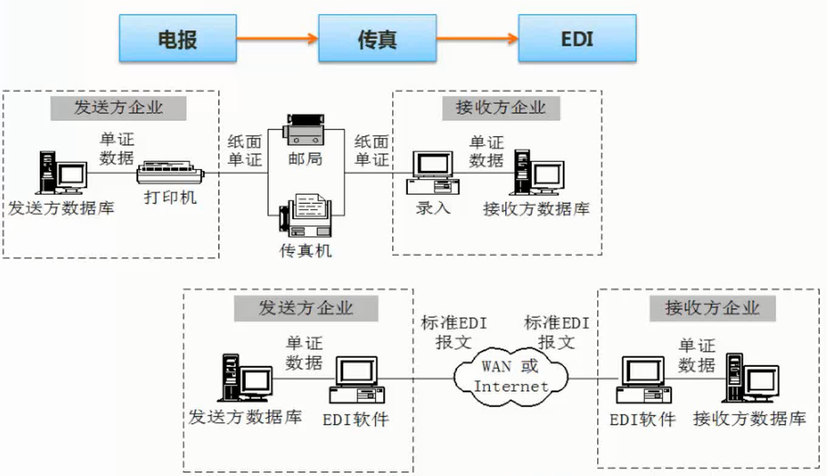 电报
传真
EDI
发送方企业
接收方企业
单证
数据
纸面
单证
邮局
纸面
单证
单证
数据
发送方数据库
打印机
传真机
录入
接收方数据库
发送方企业
接收方企业
单证
数据
标准EDI
报文
标准EDI
报文
单证
数据
WAN 或
Internet
发送方数据库
EDI软件
EDI软件
接收方数据库